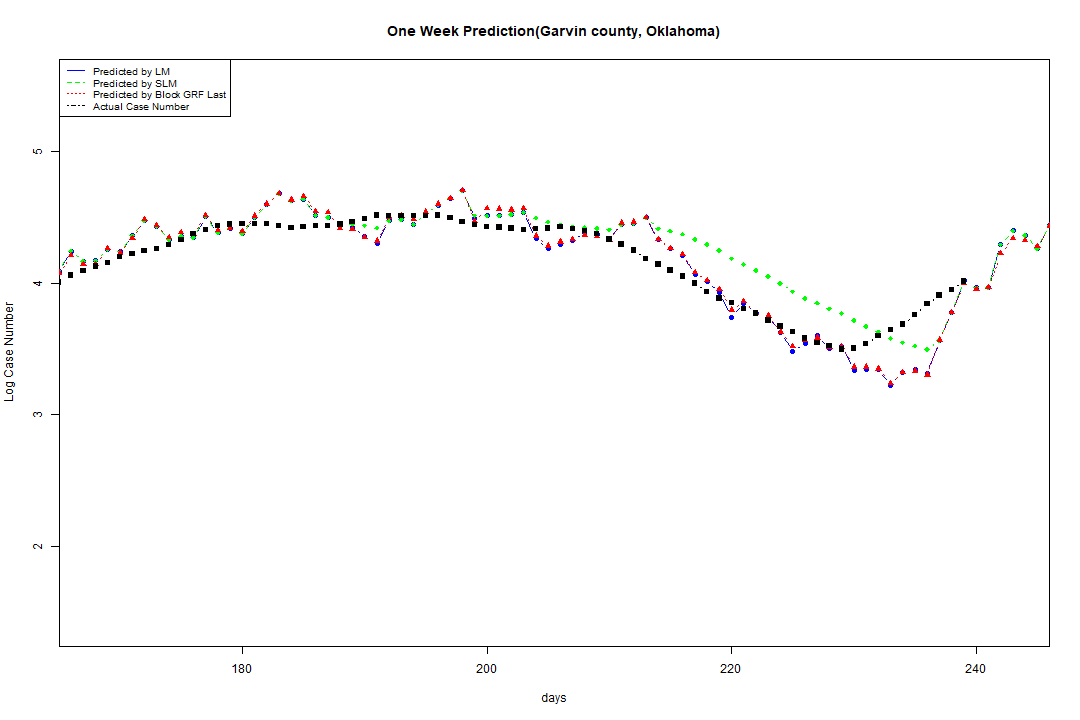 One Week Prediction(Garvin county, Oklahoma)
Predicted by LM
Predicted by SLM
Predicted by Block GRF Last
Actual Case Number
5
4
3
2
Log Case Number
180 200 220 240
days